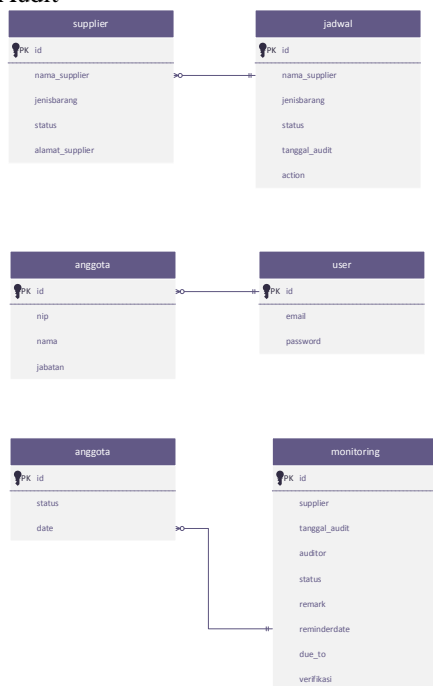 supplier
PK id
nama_supplier
jenisbarang
status
alamat_supplier
jadwal
PK id
nama_supplier
jenisbarang
status
tanggal_audit
action
anggota
PK id
nip
nama
jabatan
user
PK id
email
password
anggota
PK id
status
date
monitoring
PK id
supplier
tanggal_audit
auditor
status
remark
reminderdate
due_to
verifikasi